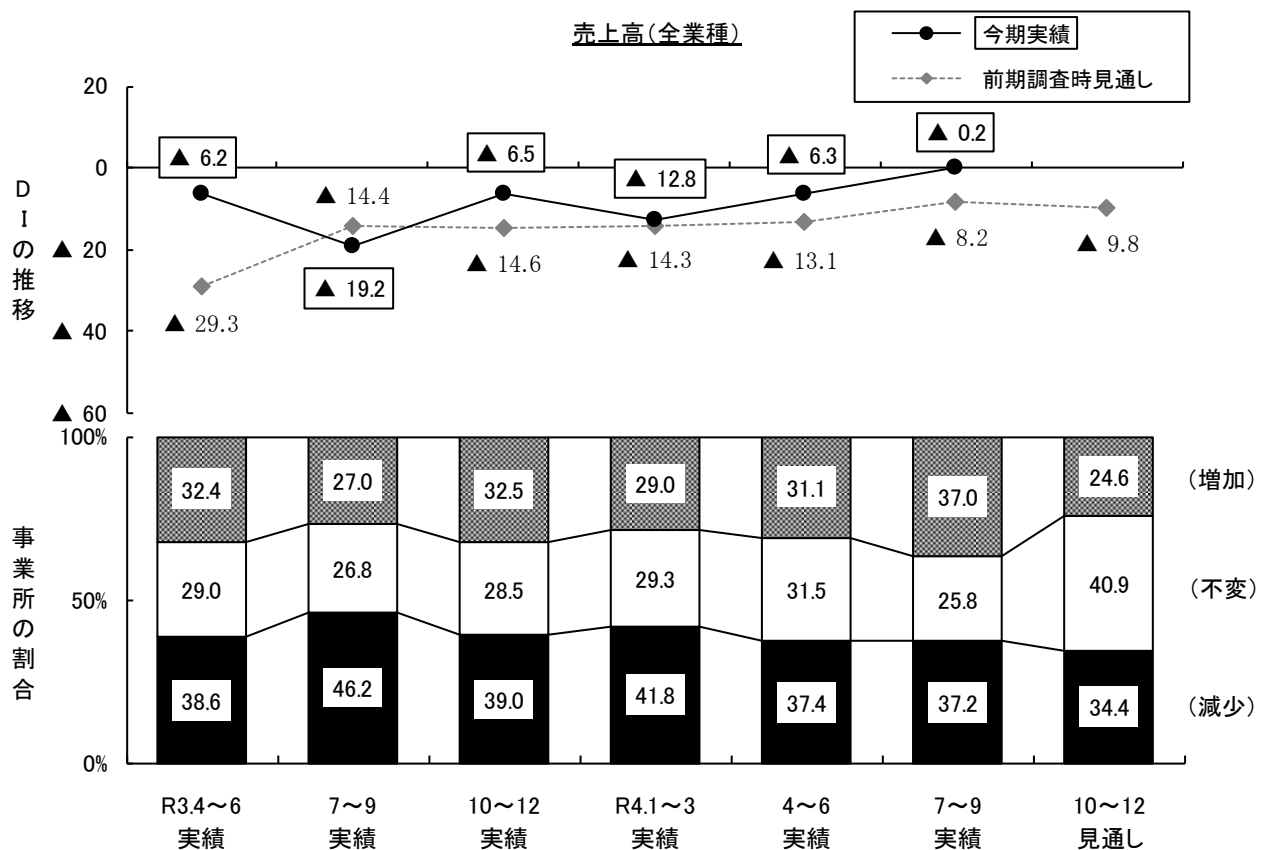 売上高(全業種)
今期実績
前期調査時見通し
20
0
▲ 20
▲ 40
▲ 60
DIの推移
▲ 6.2
▲ 19.2
▲ 6.5
▲ 12.8
▲ 6.3
▲ 0.2
▲ 29.3
▲ 14.4
▲ 14.6
▲ 14.3
▲ 13.1
▲ 8.2
▲ 9.8
100%
50%
0%
事業所の割合
32.4 27.0 32.5 29.0 31.1 37.0 24.6 (増加)
29.0 26.8 28.5 29.3 31.5 25.8 40.9 (不変)
38.6 46.2 39.0 41.8 37.4 37.2 34.4 (減少)
R3.4～6 7～9 10～12 R4.1～3 4～6 7～9 10～12
実績 実績 実績 実績 実績 実績 見通し